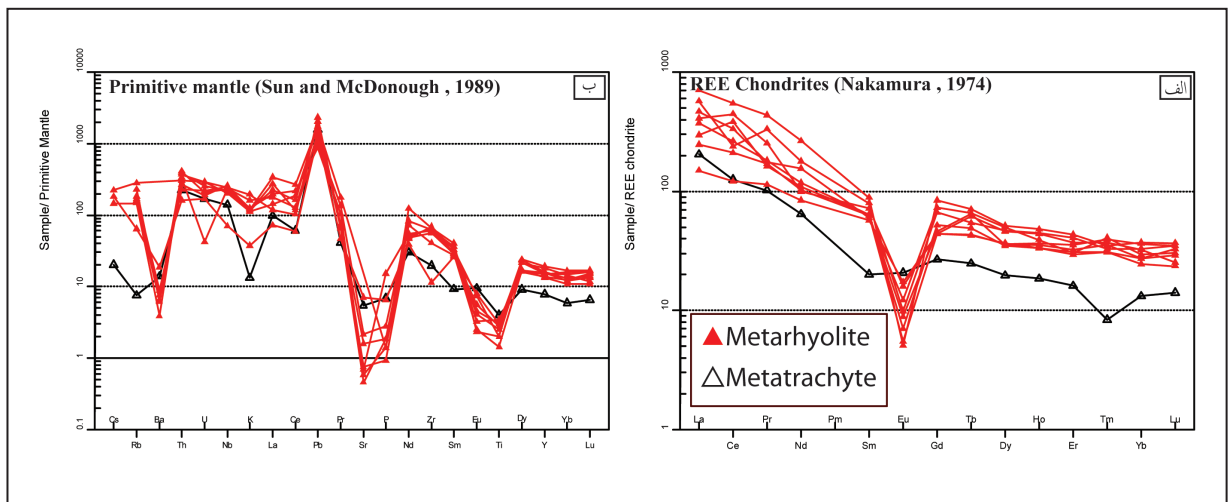 Primitive mantle (Sun and McDonough , 1989)
ب
Sample/ Primitive Mantle
10000
1000
100
10
1
0.1
Cs Ba U K Ce Pr P Zr Eu Dy Yb
Rb Th Nb La Pb Sr Nd Sm Ti Y Lu
REE Chondrites (Nakamura , 1974)
الف
Sample/ REE chondrite
1000
100
10
1
Metarhyolite
Metatrachyte
La Pr Pm Eu Tb Ho Tm Lu
Ce Nd Sm Gd Dy Er Yb